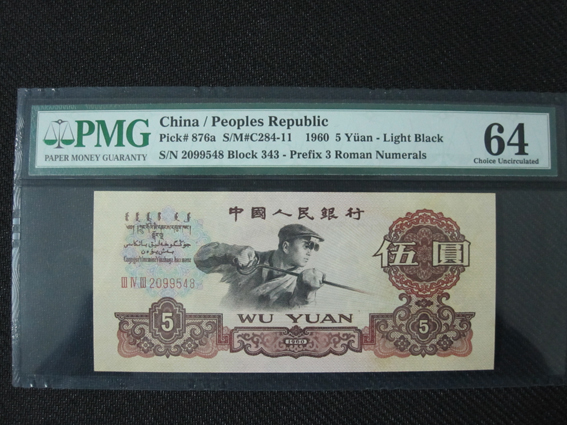 PMG
PAPER MONEY GUARANTY
China / Peoples Republic
Pick# 876a S/M#C284-11 1960 5 Yüan - Light Black
S/N 2099548 Block 343 - Prefix 3 Roman Numerals
64
Choice Uncirculated
中國人民銀行
伍圓
III IV III 2099548
5
WU YUAN
1960
5